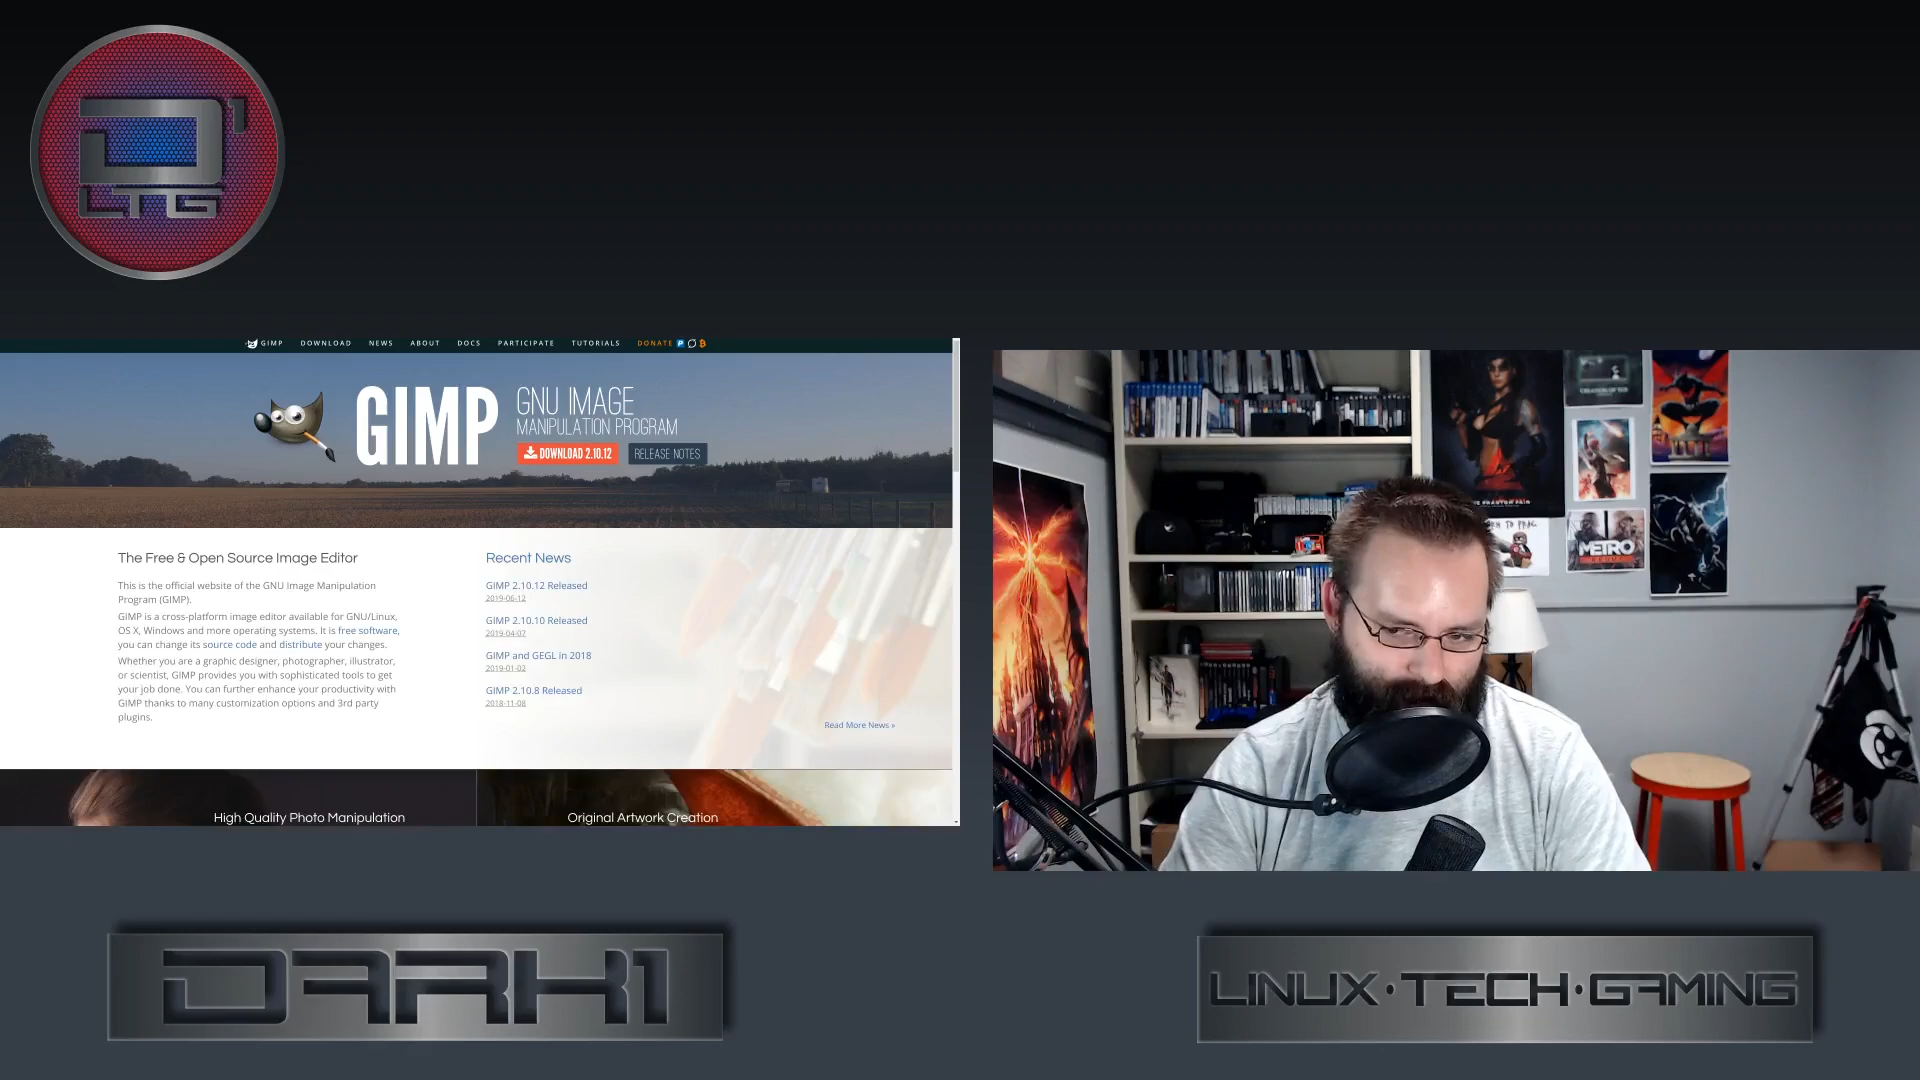 D1
LTG
GIMP
DOWNLOAD
NEWS
ABOUT
DOCS
PARTICIPATE
TUTORIALS
DONATE
GIMP
GNU IMAGE
MANIPULATION PROGRAM
DOWNLOAD 2.10.12
RELEASE NOTES
The Free & Open Source Image Editor
This is the official website of the GNU Image Manipulation
Program (GIMP).
GIMP is a cross-platform image editor available for GNU/Linux,
OS X, Windows and more operating systems. It is free software,
you can change its source code and distribute your changes.
Whether you are a graphic designer, photographer, illustrator,
or scientist, GIMP provides you with sophisticated tools to get
your job done. You can further enhance your productivity with
GIMP thanks to many customization options and 3rd party
plugins.
Recent News
GIMP 2.10.12 Released
2019-06-12
GIMP 2.10.10 Released
2019-04-07
GIMP and GEGL in 2018
2019-01-02
GIMP 2.10.8 Released
2018-11-08
Read More News »
High Quality Photo Manipulation
Original Artwork Creation
METRO
REDUX
DARK1
LINUX•TECH•GAMING